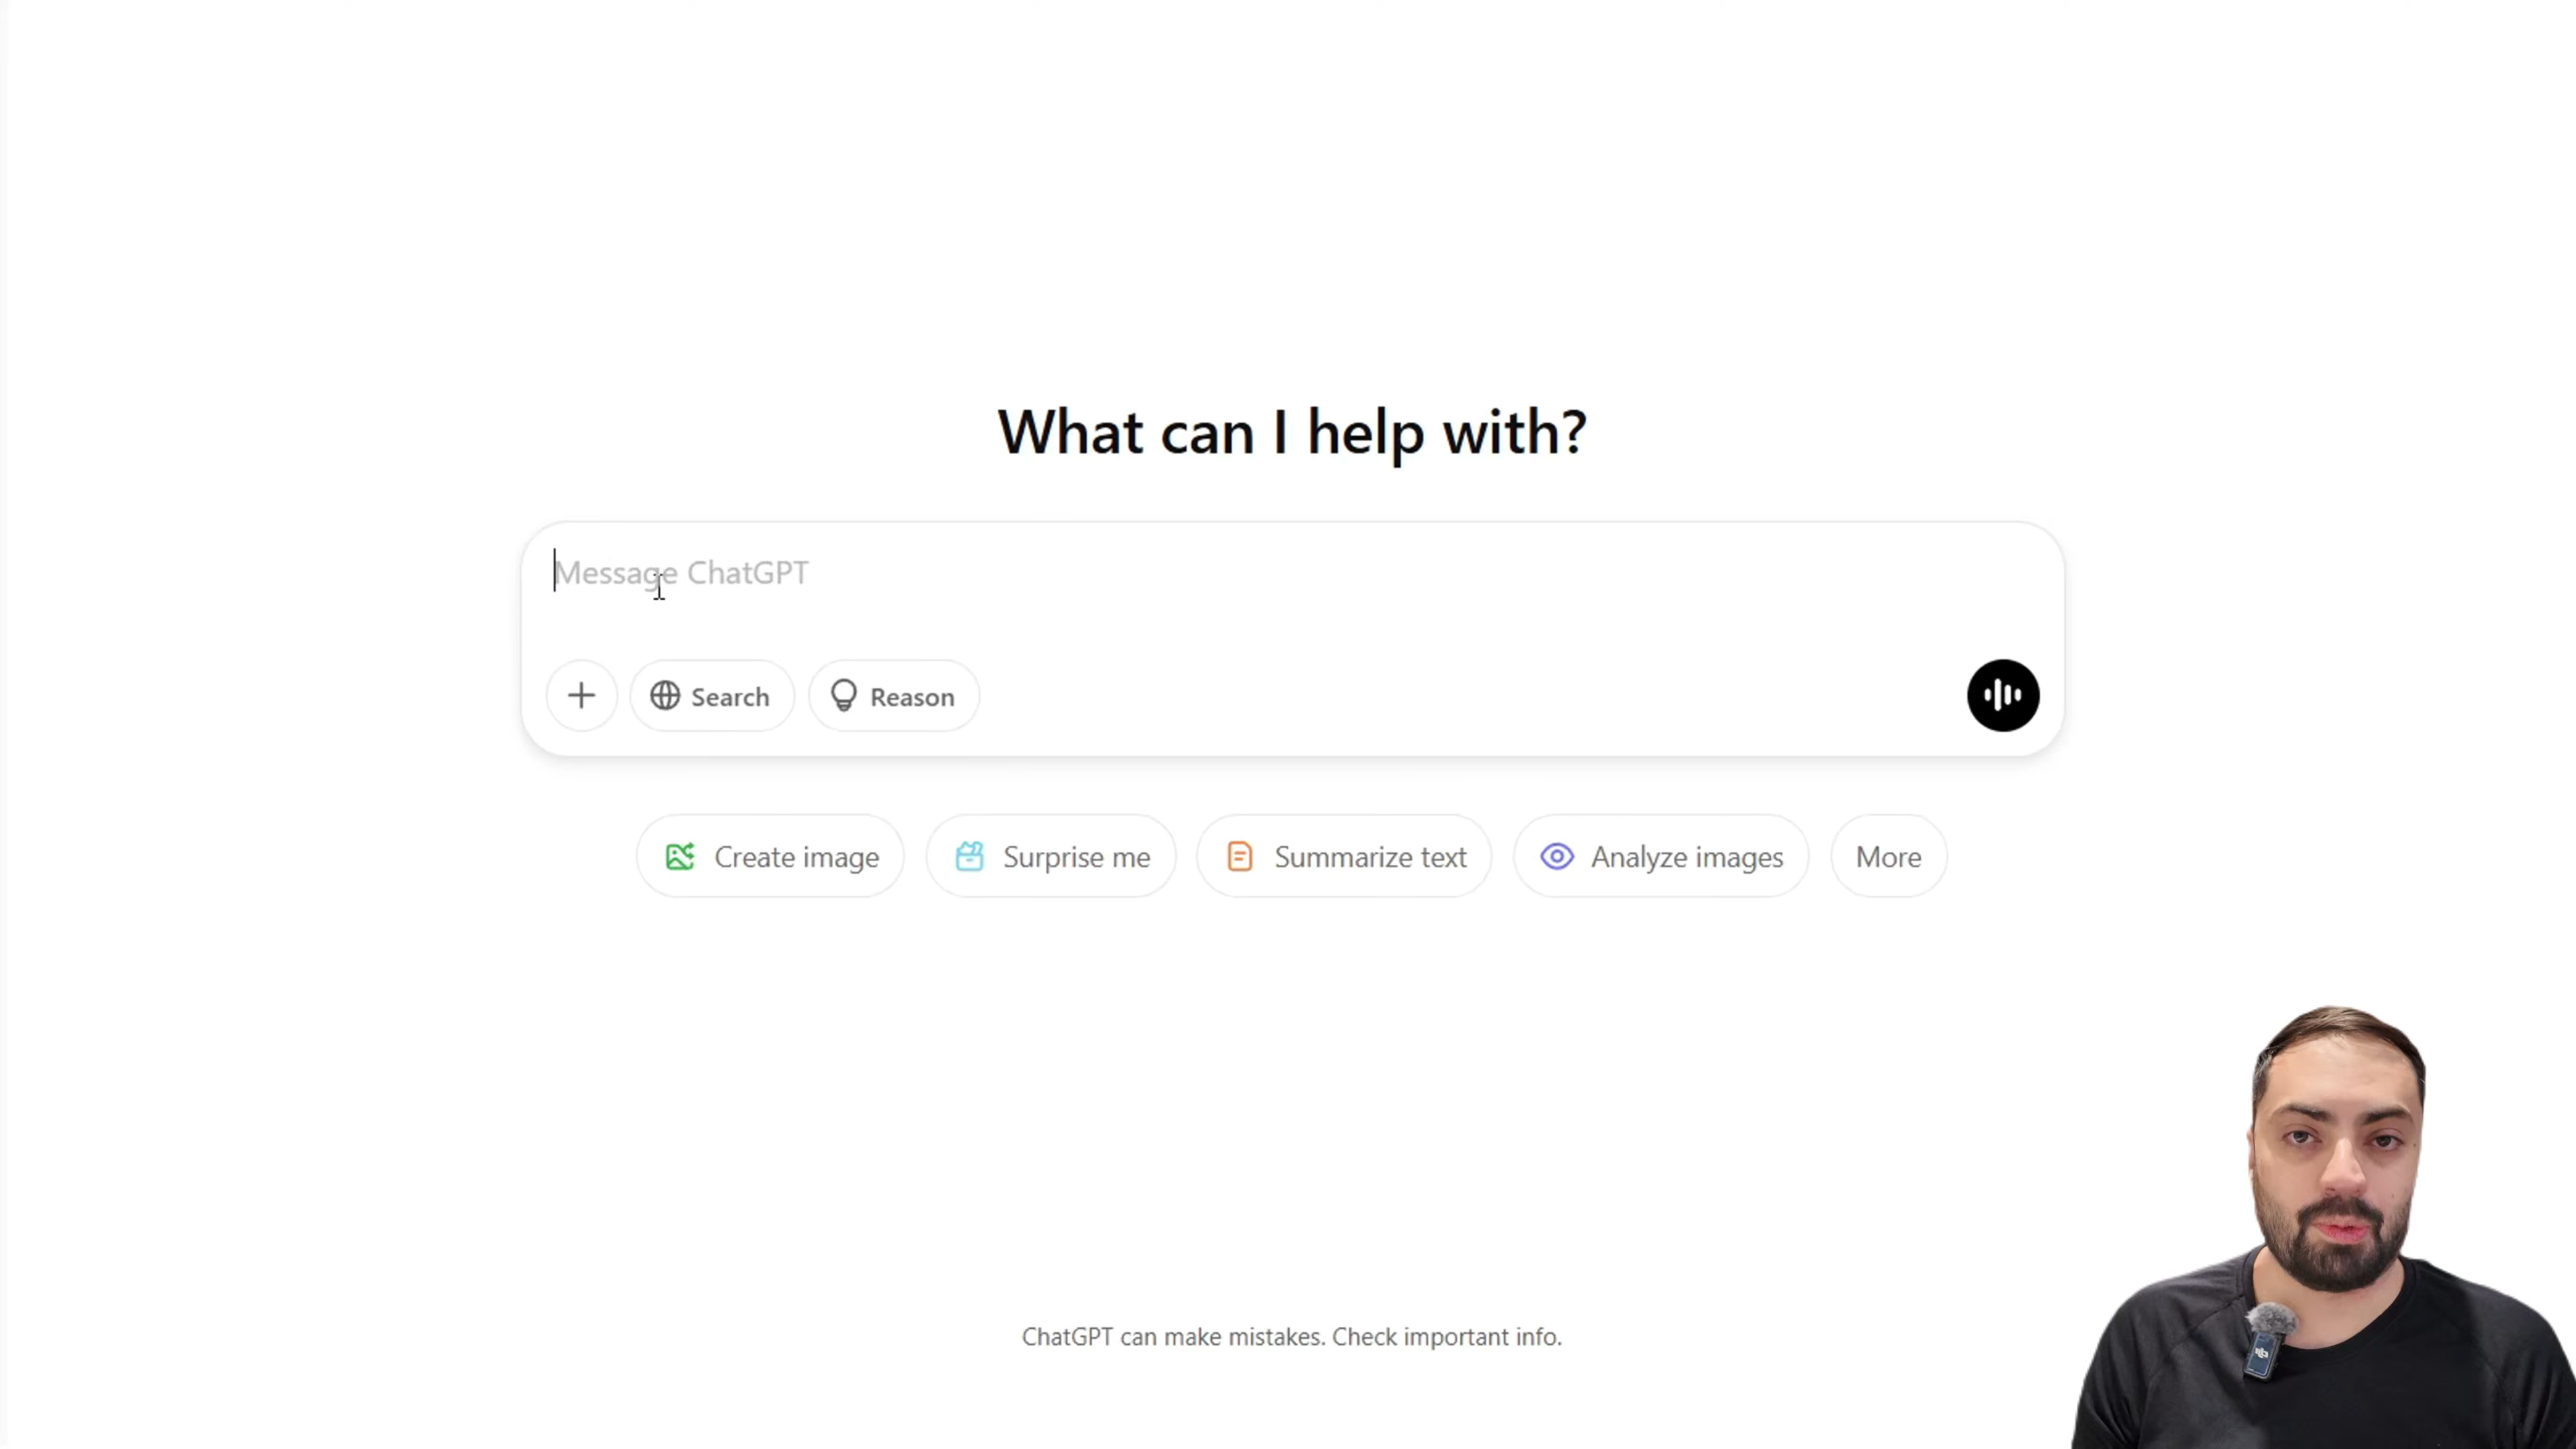 What can I help with?
Message ChatGPT
Search
Reason
Create image
Surprise me
Summarize text
Analyze images
More
ChatGPT can make mistakes. Check important info.